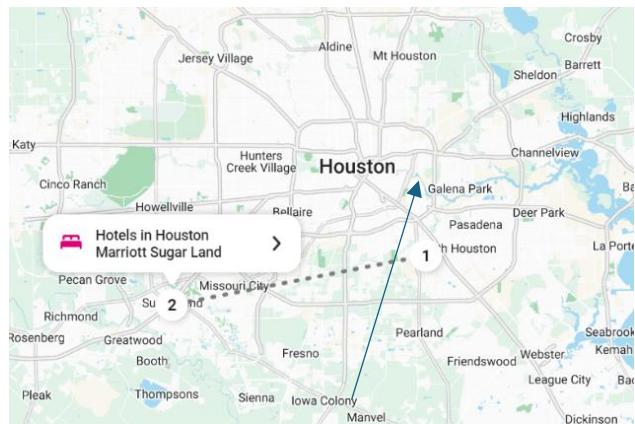 Crosby
Aldine
Jersey Village
Mt Houston
Barrett
Sheldon
Highlands
Katy
Channelview
Hunters
Creek Village
Houston
Cinco Ranch
Galena Park
Howellville
Bellaire
Deer Park
Pasadena
Hotels in Houston
Marriott Sugar Land
1
h Houston
La Porte
Pecan Grove
Missouri City
2
Su nd
Richmond
Rosenberg
Greatwood
Pearland
Seabrook
Booth
Fresno
Friendswood
Webster
Kemah
League City
Pleak
Thompsons
Sienna
Iowa Colony
Manvel
Dickinson